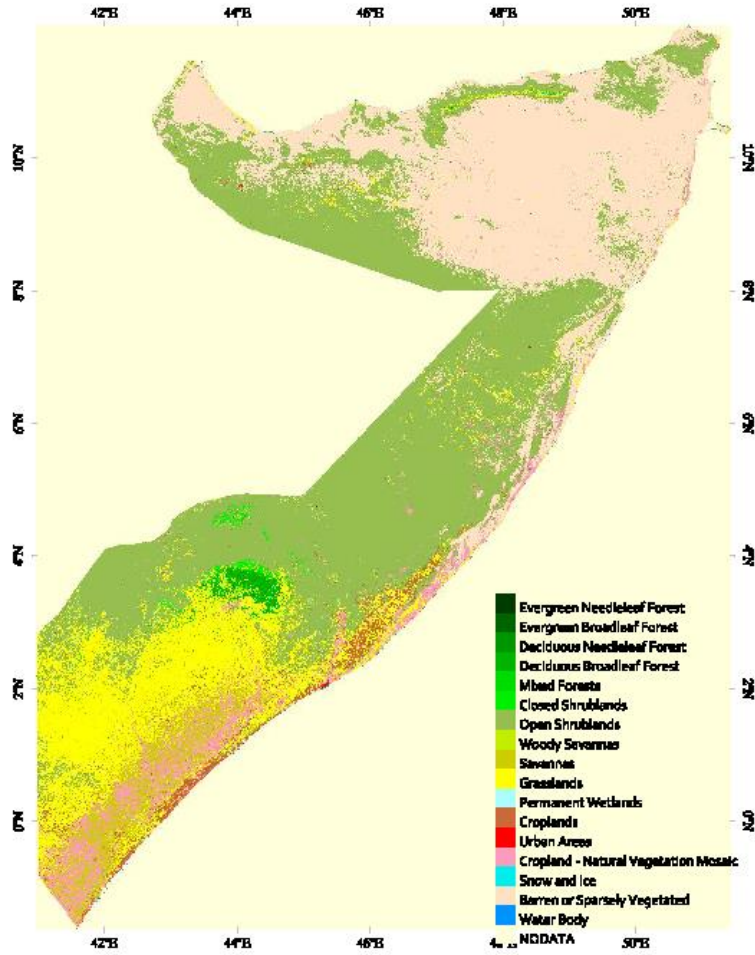 42°E 44°E 46°E 48°E 50°E
10°N 10°N
8°N 8°N
6°N 6°N
4°N 4°N
Evergreen Needleleaf Forest
Evergreen Broadleaf Forest
Deciduous Needleleaf Forest
Deciduous Broadleaf Forest
Mixed Forests
Closed Shrublands
2°N 2°N
Open Shrublands
Woody Savannas
Savannas
Grasslands
Permanent Wetlands
0°N 0°N
Croplands
Urban Areas
Cropland - Natural Vegetation Mosaic
Snow and Ice
Barren or Sparsely Vegetated
Water Body
NODATA
42°E 44°E 46°E 50°E